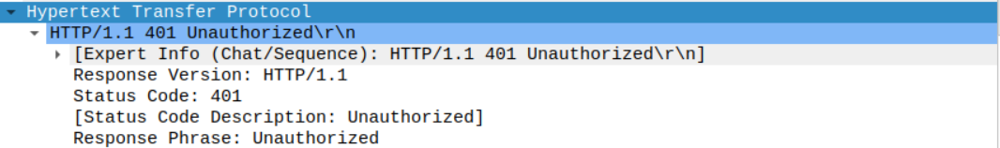 Hypertext Transfer Protocol
HTTP/1.1 401 Unauthorized\r\n
[Expert Info (Chat/Sequence): HTTP/1.1 401 Unauthorized\r\n]
Response Version: HTTP/1.1
Status Code: 401
[Status Code Description: Unauthorized]
Response Phrase: Unauthorized